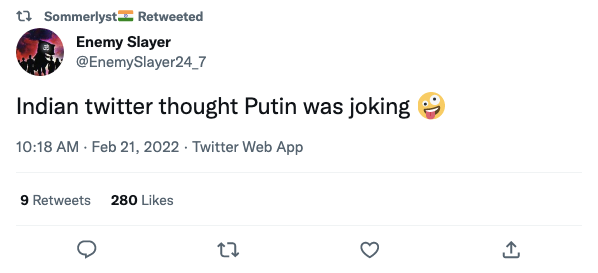 Sommerlyst🇮🇳 Retweeted
Enemy Slayer
@EnemySlayer24_7
Indian twitter thought Putin was joking 🤪
10:18 AM · Feb 21, 2022 · Twitter Web App
9 Retweets 280 Likes